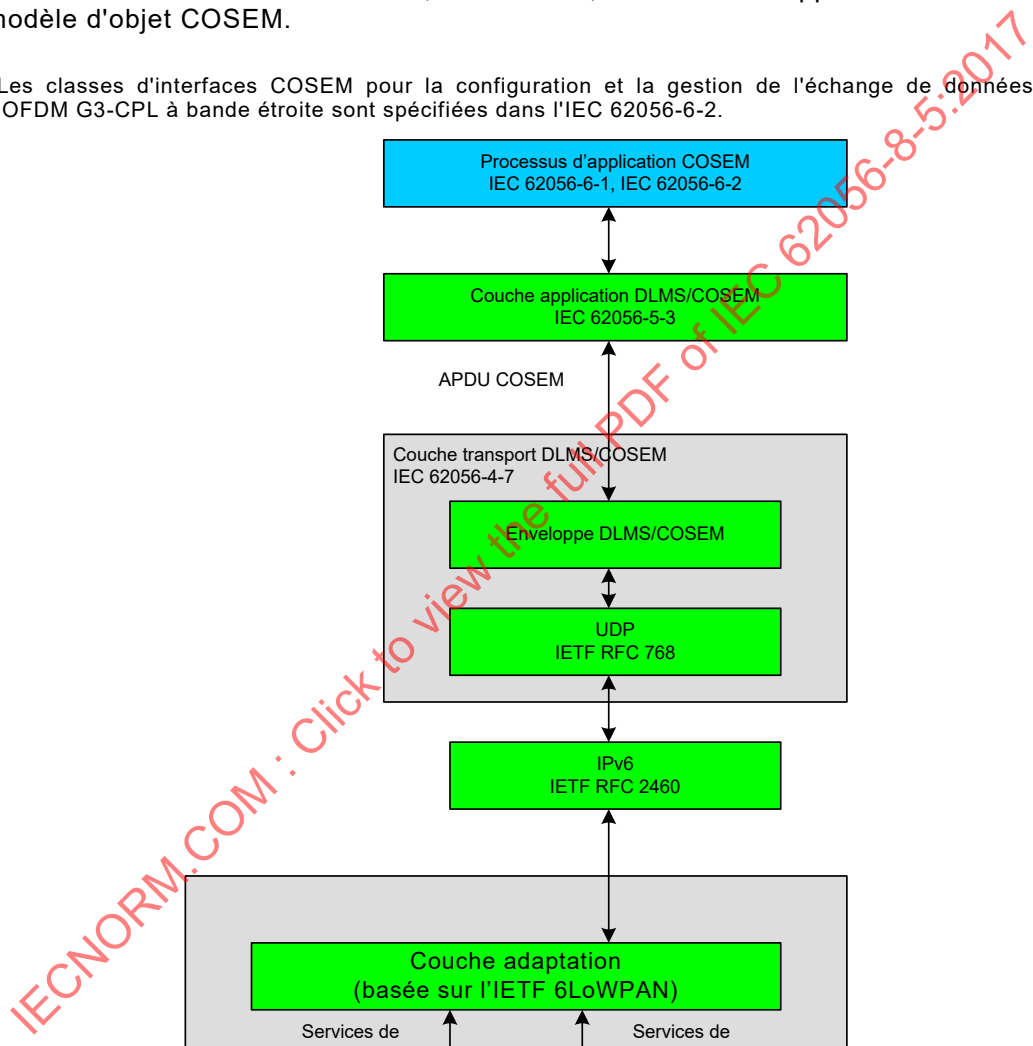 modèle d'objet COSEM.
Les classes d'interfaces COSEM pour la configuration et la gestion de l'échange de données
OFDM G3-CPL à bande étroite sont spécifiées dans l'IEC 62056-6-2.
Processus d'application COSEM
IEC 62056-6-1, IEC 62056-6-2
Couche application DLMS/COSEM
IEC 62056-5-3
APDU COSEM
Couche transport DLMS/COSEM
IEC 62056-4-7
Enveloppe DLMS/COSEM
UDP
IETF RFC 768
IPv6
IETF RFC 2460
Couche adaptation
(basée sur l'IETF 6LoWPAN)
Services de
Services de
IECNORM.COM : Click to view the full PDF of IEC 62056-8-5:2017